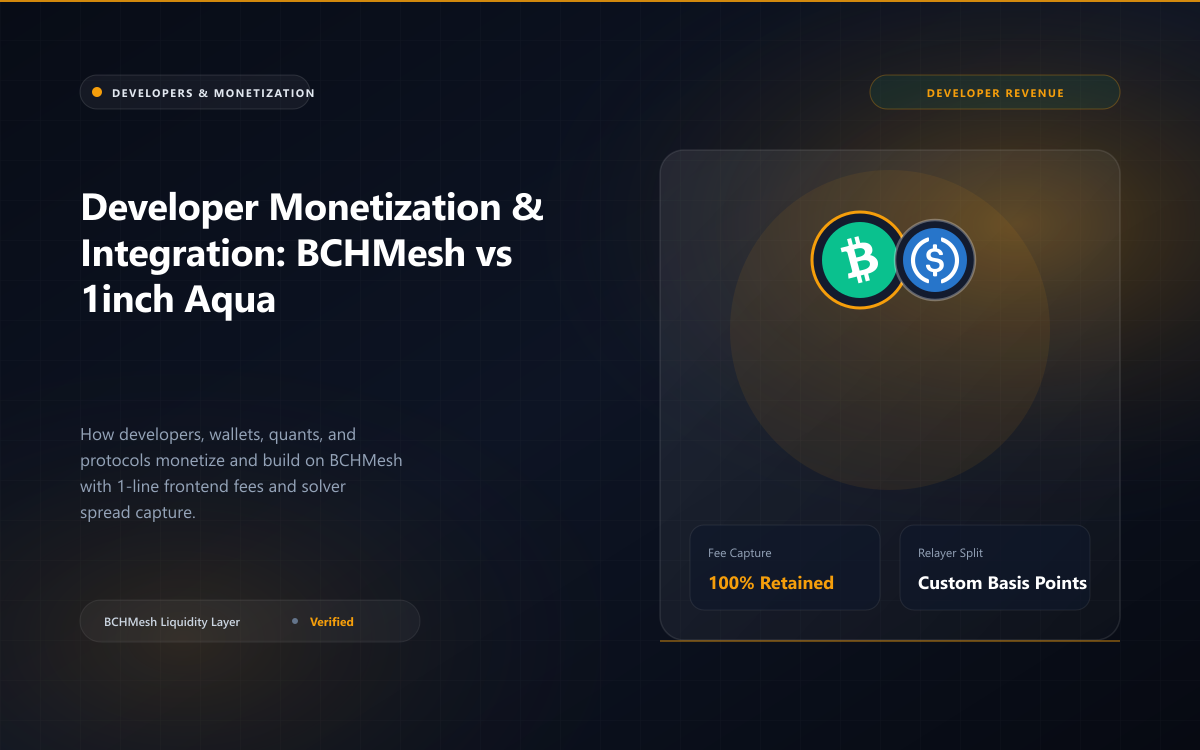 DEVELOPERS & MONETIZATION
DEVELOPER REVENUE
Developer Monetization &
Integration: BCHMesh vs
1inch Aqua
How developers, wallets, quants, and
protocols monetize and build on BCHMesh
with 1-line frontend fees and solver
spread capture.
Fee Capture
100% Retained
Relayer Split
Custom Basis Points
BCHMesh Liquidity Layer
Verified